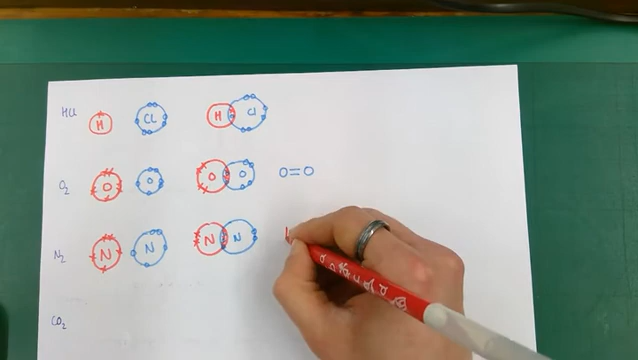 HCl H Cl H Cl
O₂ O O O O O=O
N₂ N N N N
CO₂